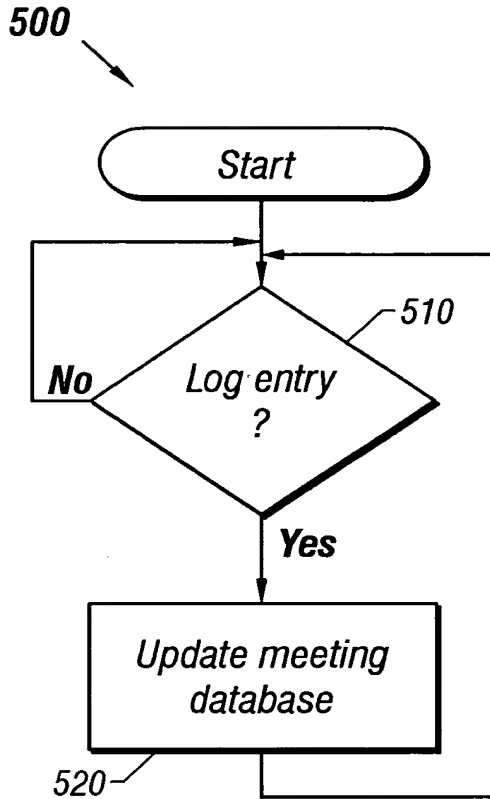 500
Start
510
Log entry
?
No
Yes
Update meeting
database
520